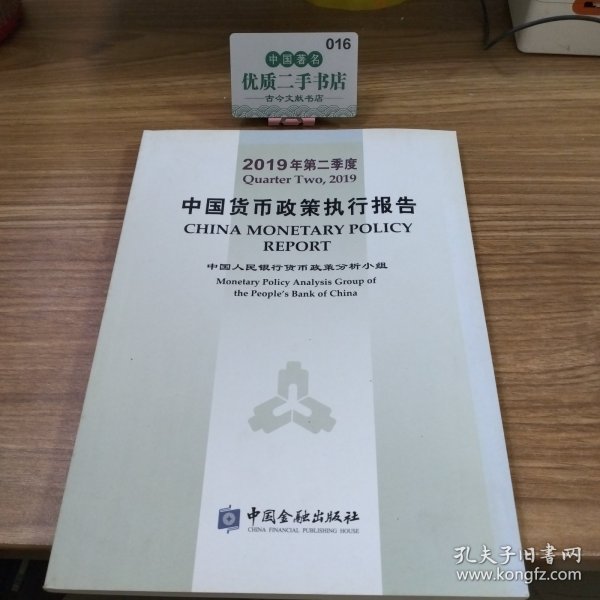 016
中国著名
优质二手书店
古今文献书店
2019年第二季度
Quarter Two, 2019
中国货币政策执行报告
CHINA MONETARY POLICY
REPORT
中国人民银行货币政策分析小组
Monetary Policy Analysis Group of
the People's Bank of China
中国金融出版社
CHINA FINANCIAL PUBLISHING HOUSE
孔夫子旧书网
www.kongfz.com